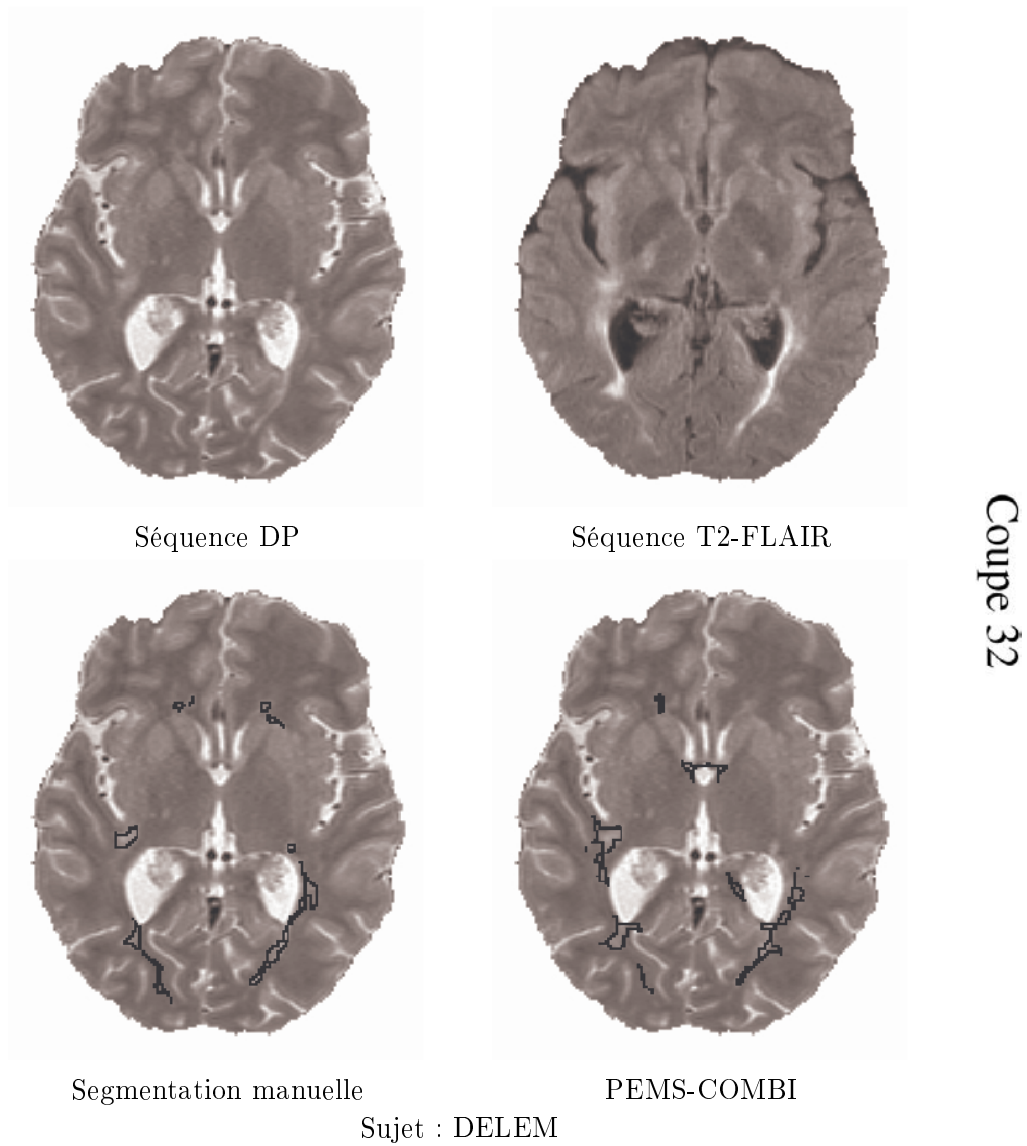 Séquence DP
Séquence T2-FLAIR
Coupe 32
Segmentation manuelle
PEMS-COMBI
Sujet : DELEM